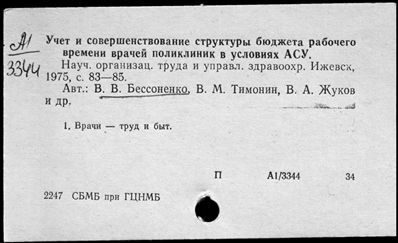 А1
3344
Учет и совершенствование структуры бюджета рабочего
времени врачей поликлиник в условиях АСУ.
Науч. организац. труда и управл. здравоохр. Ижевск,
1975, с. 83—85.
Авт.: В. В. Бессоненко, В. М. Тимонин, В. А. Жуков
и др.
1. Врачи — труд и быт.
П А1/3344 34
2247 СБМБ при ГЦНМБ